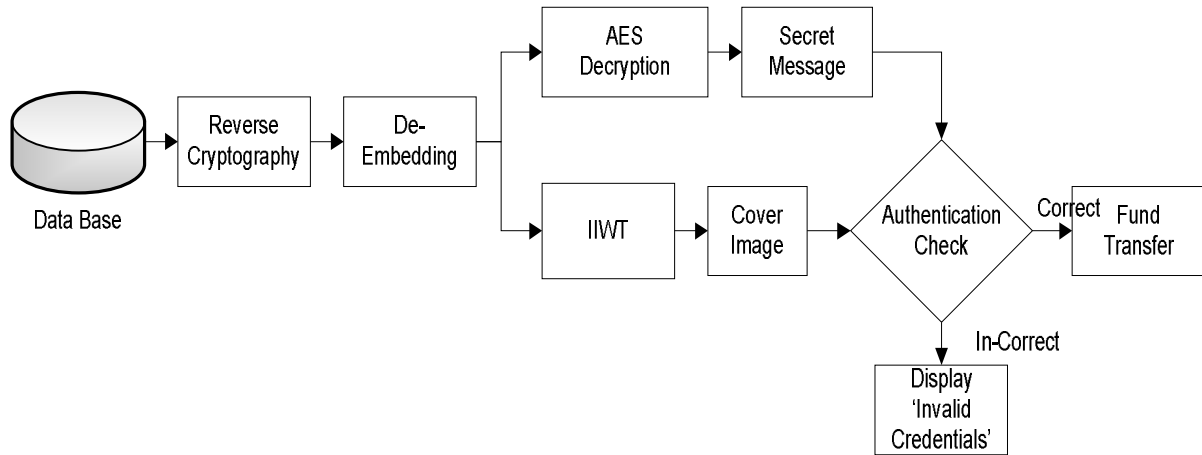 AES
Decryption
Secret
Message
Reverse
Cryptography
De-
Embedding
Data Base
IIWT
Cover
Image
Authentication
Check
Correct
Fund
Transfer
In-Correct
Display
‘Invalid
Credentials’